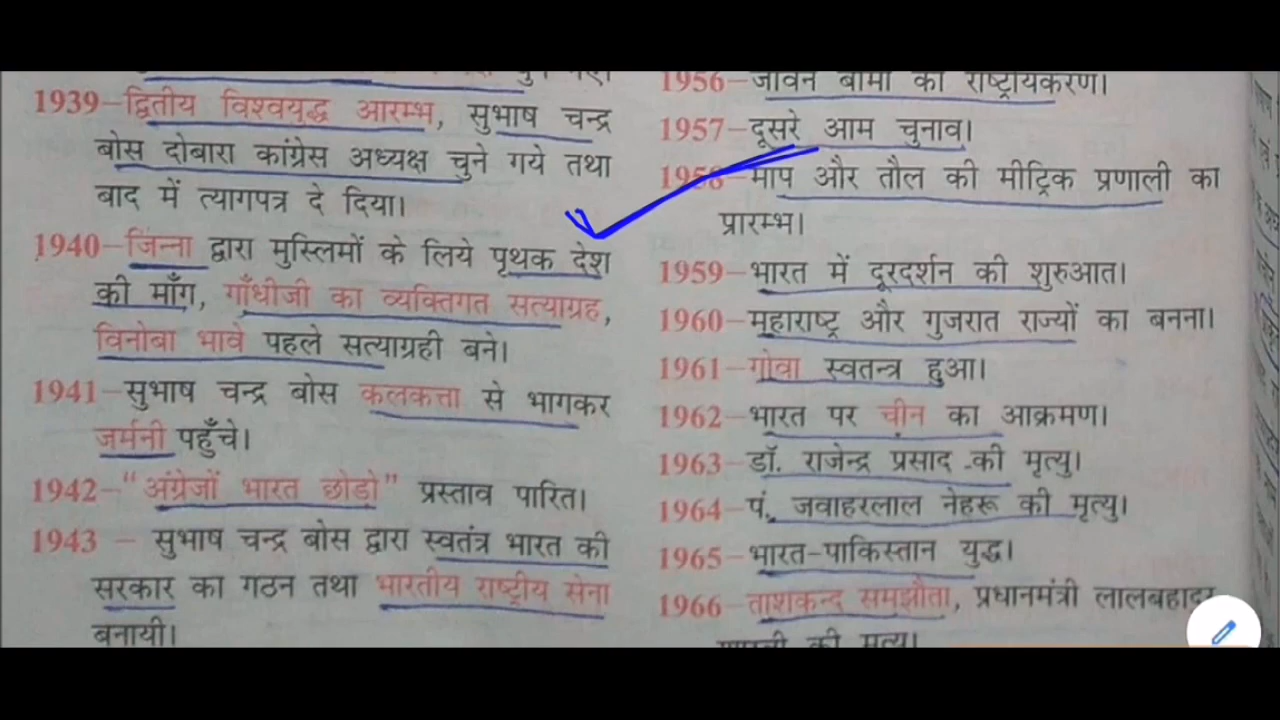 1939–द्वितीय विश्वयुद्ध आरम्भ, सुभाष चन्द्र
बोस दोबारा कांग्रेस अध्यक्ष चुने गये तथा
बाद में त्यागपत्र दे दिया।
1940–जिन्ना द्वारा मुस्लिमों के लिये पृथक देश
की माँग, गाँधीजी का व्यक्तिगत सत्याग्रह,
विनोबा भावे पहले सत्याग्रही बने।
1941–सुभाष चन्द्र बोस कलकत्ता से भागकर
जर्मनी पहुँचे।
1942–"अंग्रेजों भारत छोडो" प्रस्ताव पारित।
1943 – सुभाष चन्द्र बोस द्वारा स्वतंत्र भारत की
सरकार का गठन तथा भारतीय राष्ट्रीय सेना
बनायी।
1956–जीवन बीमा का राष्ट्रीयकरण।
1957–दूसरे आम चुनाव।
1958–माप और तौल की मीट्रिक प्रणाली का
प्रारम्भ।
1959–भारत में दूरदर्शन की शुरुआत।
1960–महाराष्ट्र और गुजरात राज्यों का बनना।
1961–गोवा स्वतन्त्र हुआ।
1962–भारत पर चीन का आक्रमण।
1963–डॉ. राजेन्द्र प्रसाद की मृत्यु।
1964–पं. जवाहरलाल नेहरू की मृत्यु।
1965–भारत-पाकिस्तान युद्ध।
1966–ताशकन्द समझौता, प्रधानमंत्री लालबहादुर
की मृत्यु।